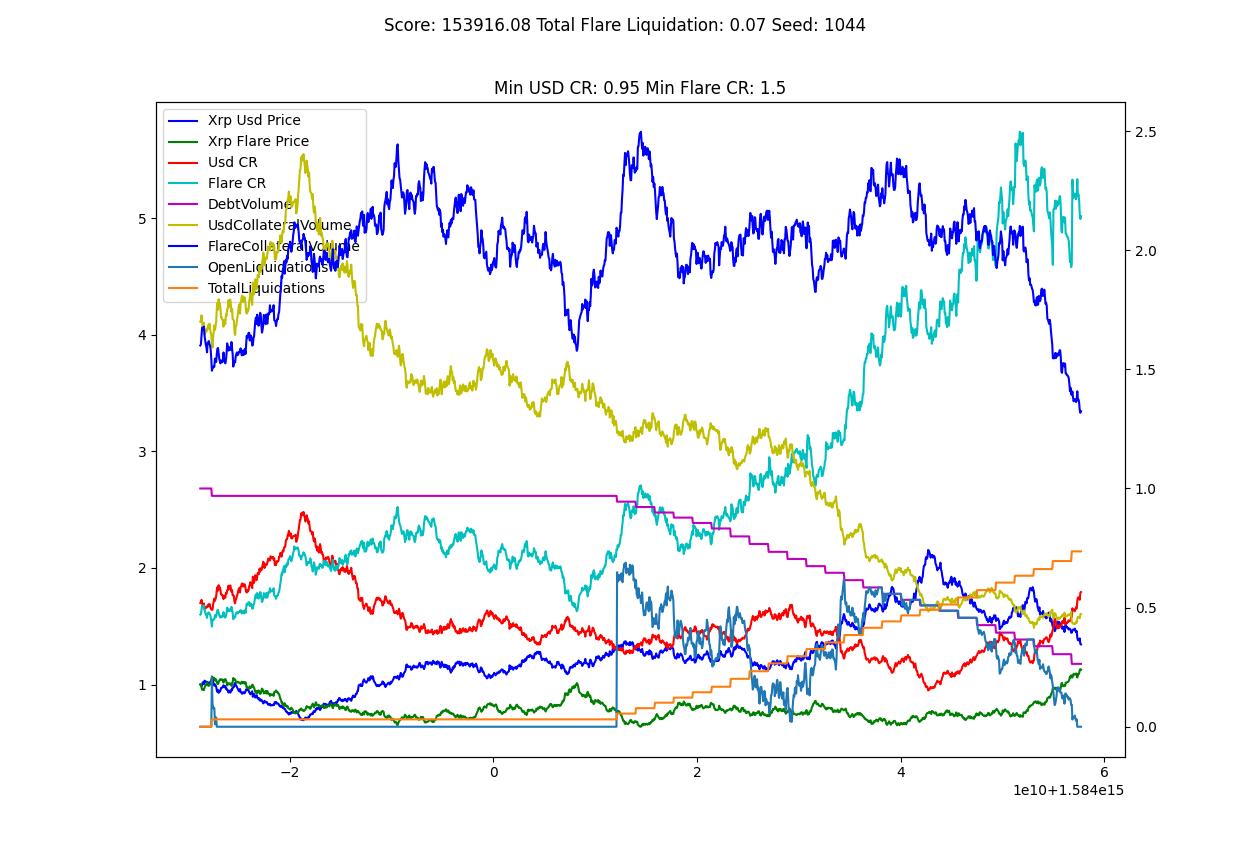 Score: 153916.08 Total Flare Liquidation: 0.07 Seed: 1044
Min USD CR: 0.95 Min Flare CR: 1.5
Xrp Usd Price
Xrp Flare Price
Usd CR
Flare CR
DebtVolume
UsdCollateralVolume
FlareCollateralVolume
OpenLiquidations
TotalLiquidations
5
4
3
2
1
2.5
2.0
1.5
1.0
0.5
0.0
−2
0
2
4
6
1e10+1.584e15